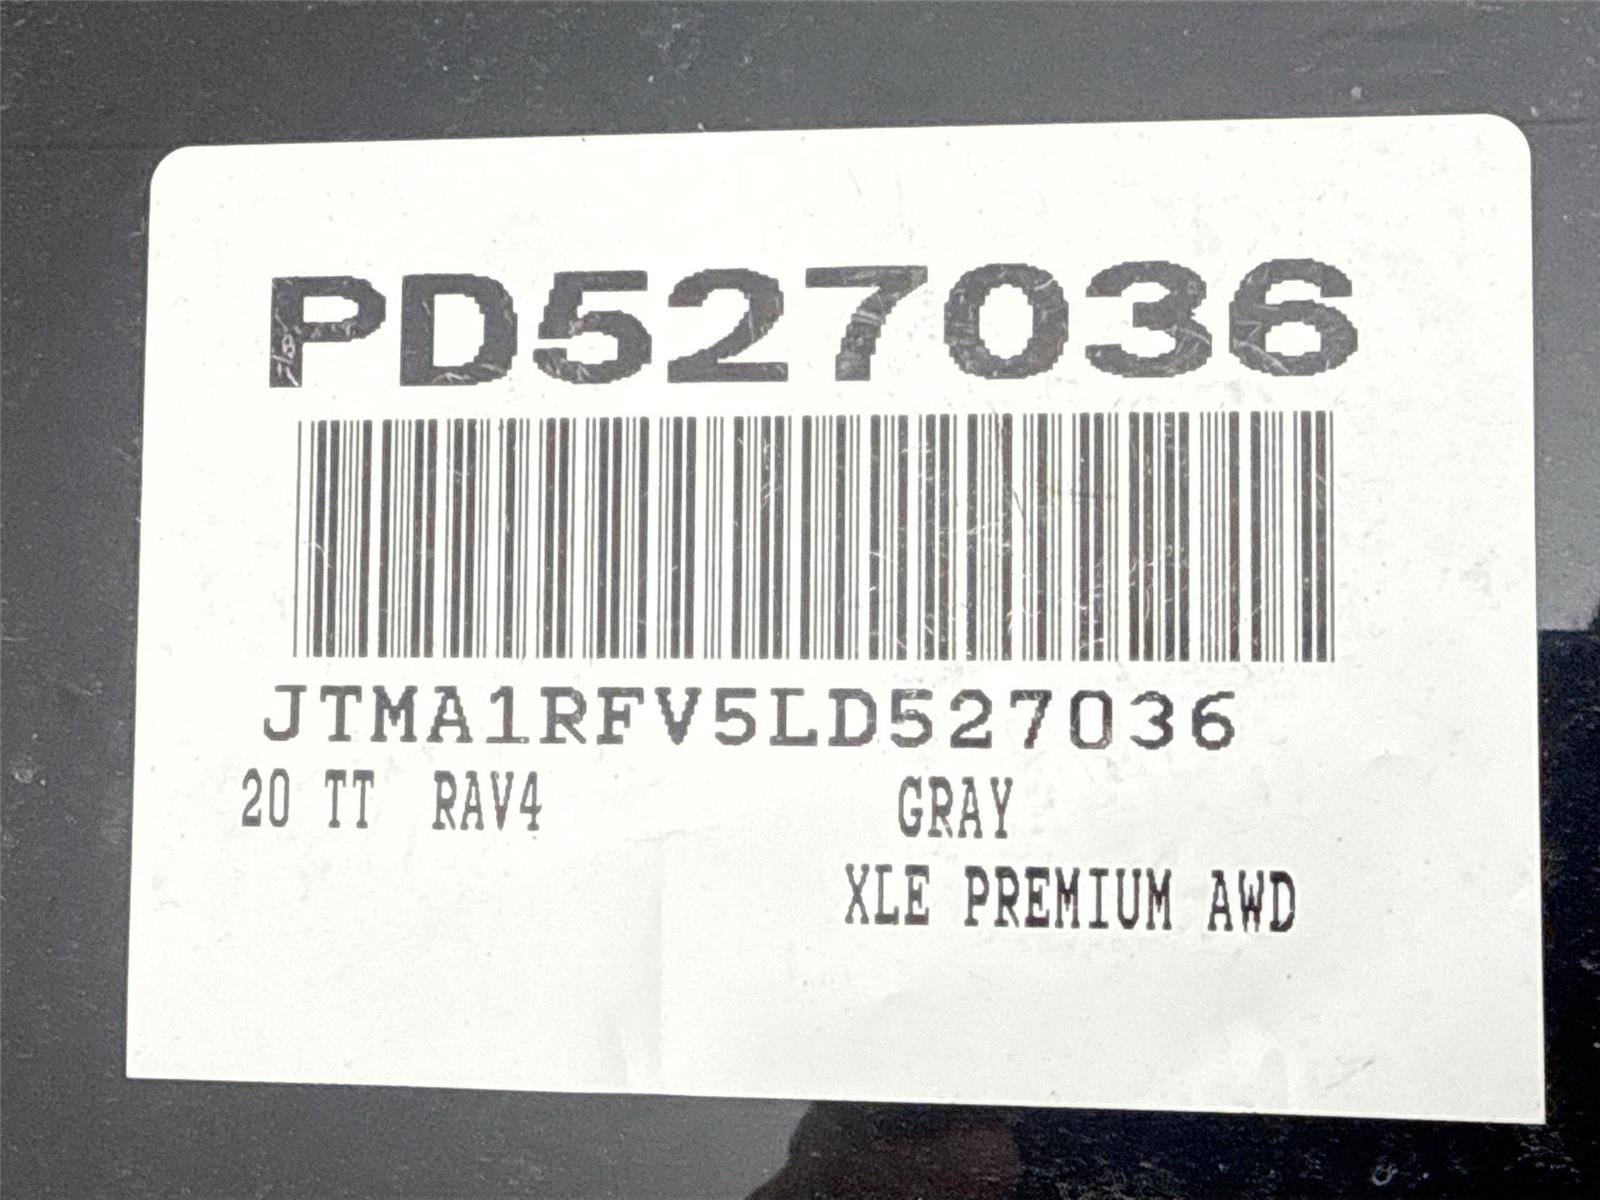 PD527036
JTMA1RFV5LD527036
20 TT RAV4 GRAY
XLE PREMIUM AWD